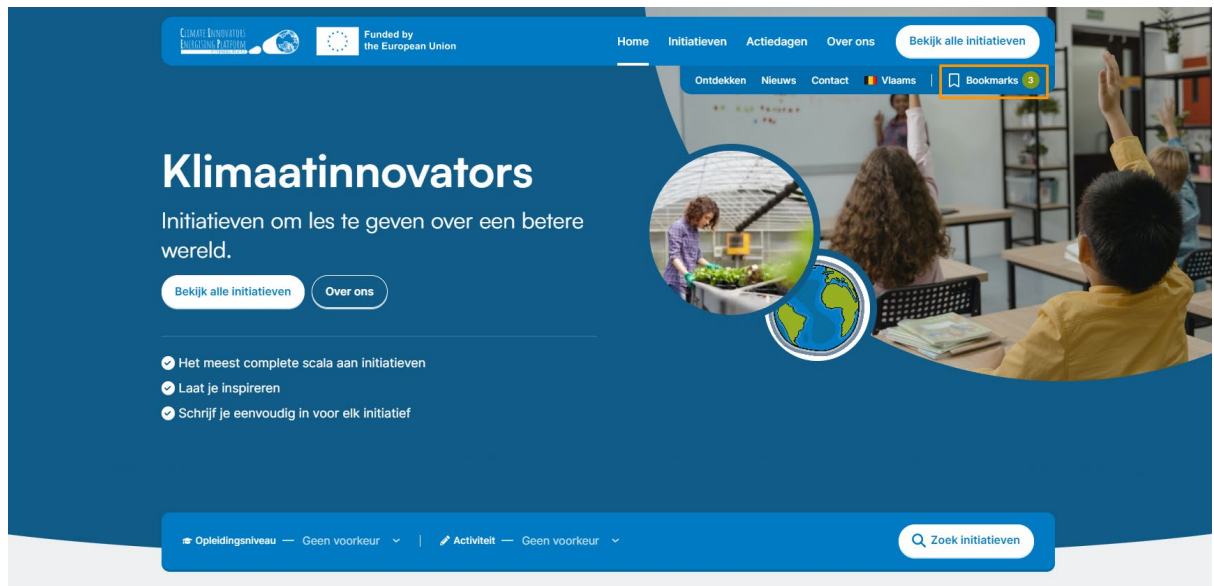 CLIMATE INNOVATORS
ENERGISING PLATFORM
Funded by
the European Union
Home Initiatieven Actiedagen Over ons Bekijk alle initiatieven
Ontdekken Nieuws Contact Vlaams | Bookmarks 3
Klimaatinnovators
Initiatieven om les te geven over een betere
wereld.
Bekijk alle initiatieven Over ons
Het meest complete scala aan initiatieven
Laat je inspireren
Schrijf je eenvoudig in voor elk initiatief
Opleidingsniveau — Geen voorkeur | Activiteit — Geen voorkeur Zoek initiatieven